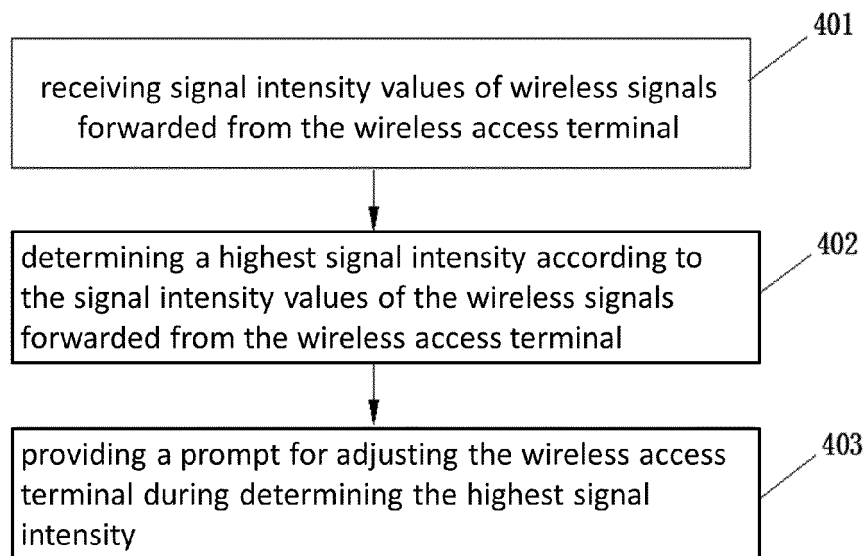 401
receiving signal intensity values of wireless signals
forwarded from the wireless access terminal
402
determining a highest signal intensity according to
the signal intensity values of the wireless signals
forwarded from the wireless access terminal
403
providing a prompt for adjusting the wireless access
terminal during determining the highest signal
intensity